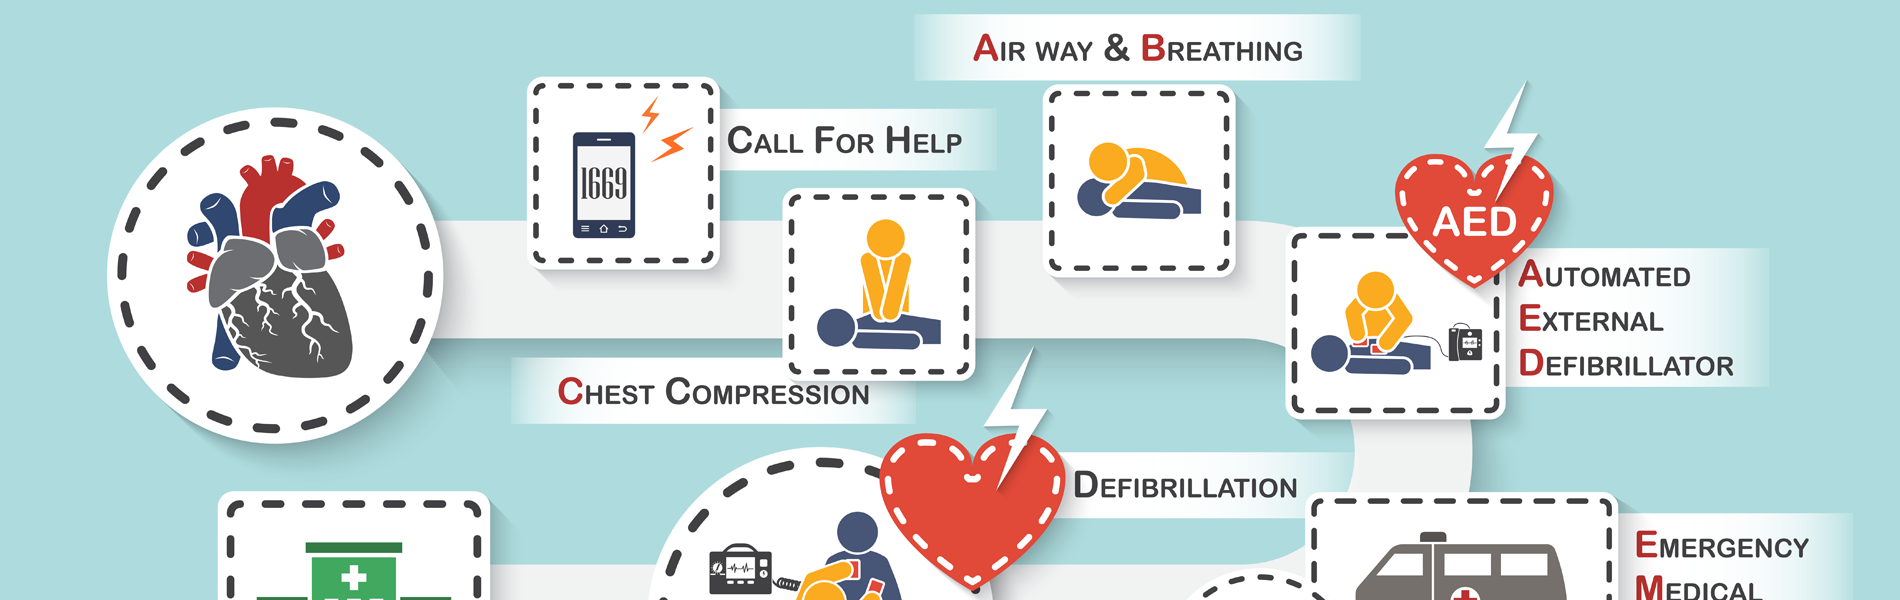 AIR WAY & BREATHING
CALL FOR HELP
1669
CHEST COMPRESSION
AED
AUTOMATED
EXTERNAL
DEFIBRILLATOR
DEFIBRILLATION
EMERGENCY
MEDICAL